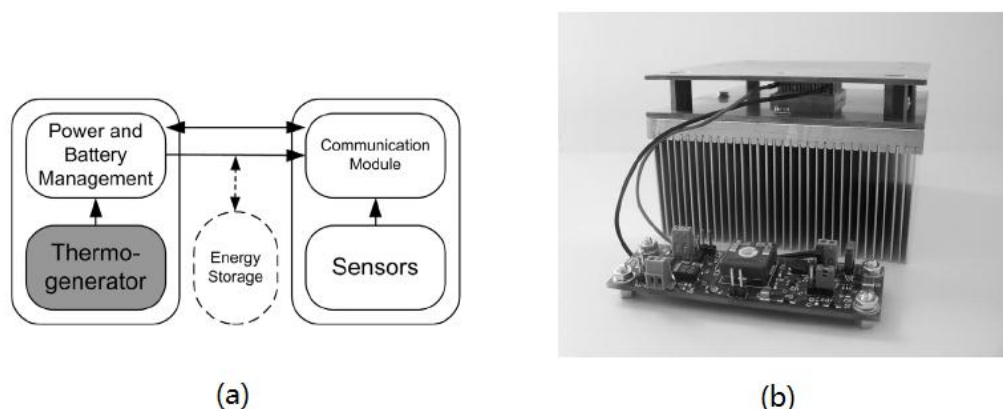 Power and
Battery
Management
Communication
Module
Thermo-
generator
Energy
Storage
Sensors
(a)
(b)